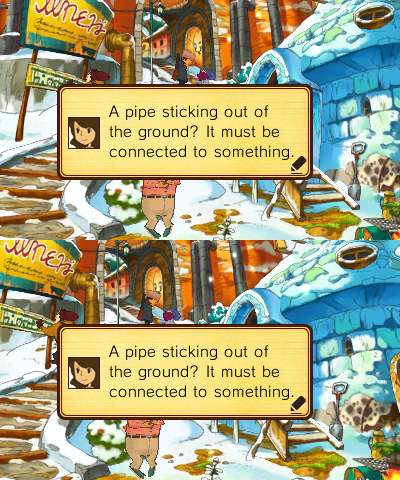 A pipe sticking out of
the ground? It must be
connected to something.
A pipe sticking out of
the ground? It must be
connected to something.